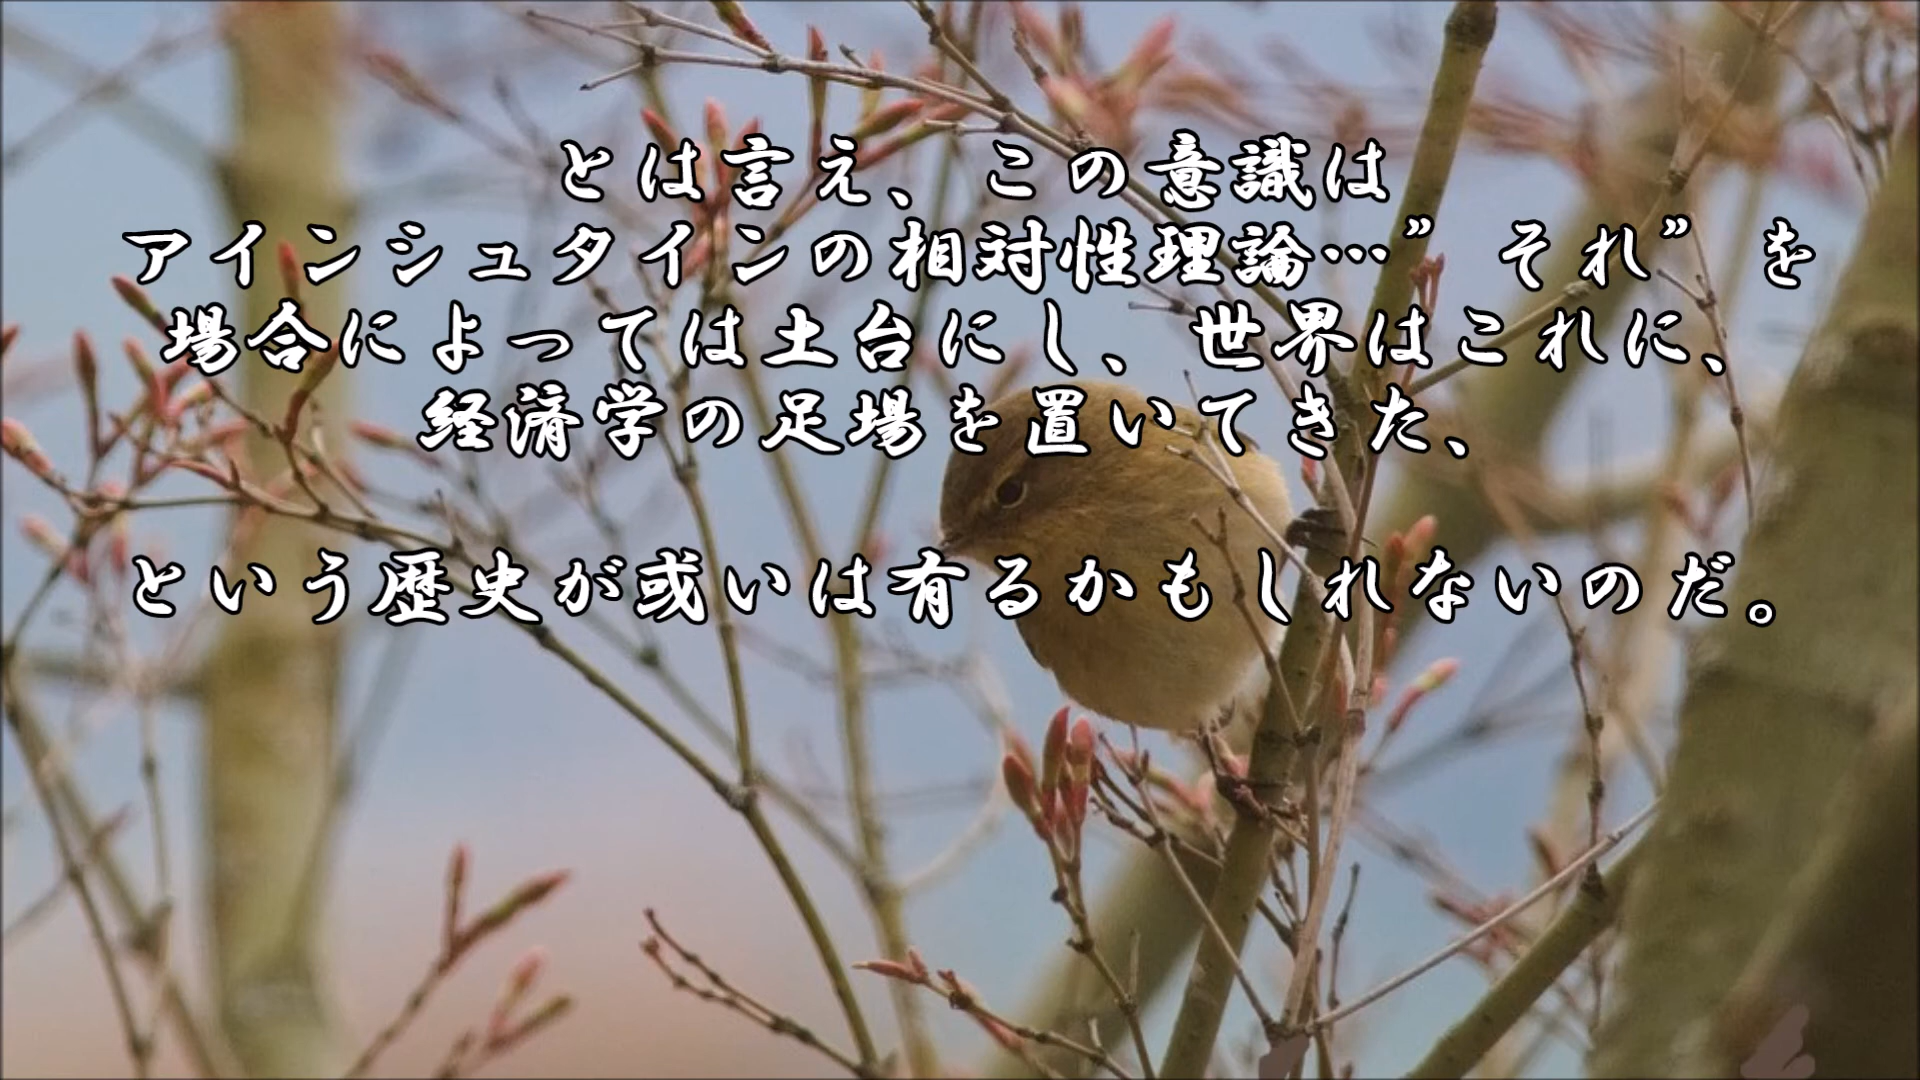 とは言え、この意識は
アインシュタインの相対性理論…”それ”を
場合によっては土台にし、世界はこれに、
経済学の足場を置いてきた、
という歴史が或いは有るかもしれないのだ。